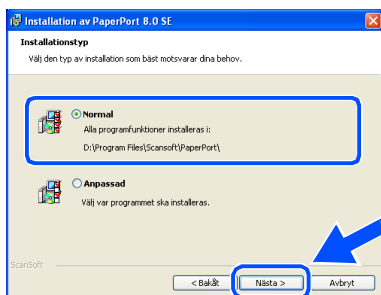 Installation av PaperPort 8.0 SE
Installationstyp
Välj den typ av installation som bäst motsvarar dina behov.
Normal
Alla programfunktioner installeras i:
D:\Program Files\Scansoft\PaperPort\
Anpassad
Välj var programmet ska installeras.
ScanSoft
< Bakåt Nästa > Avbryt